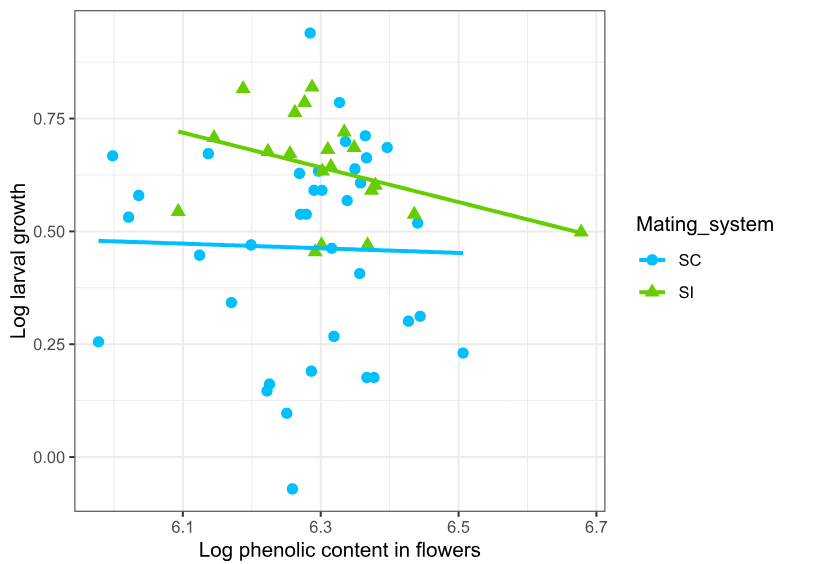 0.75
0.50
0.25
0.00
Log larval growth
6.1 6.3 6.5 6.7
Log phenolic content in flowers
Mating_system
SC
SI